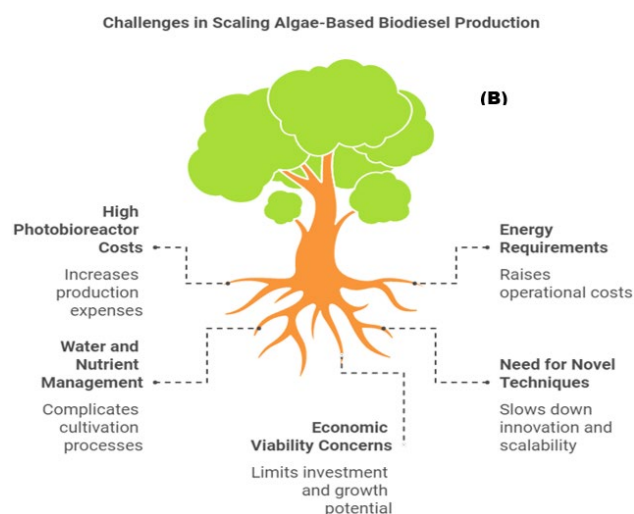 Challenges in Scaling Algae-Based Biodiesel Production
(B)
High
Photobioreactor
Costs
Increases
production
expenses
Water and
Nutrient
Management
Complicates
cultivation
processes
Economic
Viability Concerns
Limits investment
and growth
potential
Energy
Requirements
Raises
operational costs
Need for Novel
Techniques
Slows down
innovation and
scalability